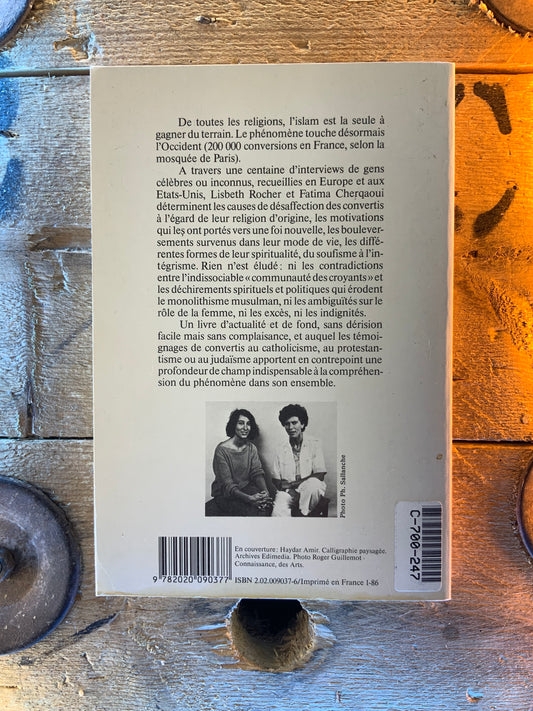 De toutes les religions, l'islam est la seule à
gagner du terrain. Le phénomène touche désormais
l'Occident (200 000 conversions en France, selon la
mosquée de Paris).
A travers une centaine d'interviews de gens
célèbres ou inconnus, recueillies en Europe et aux
Etats-Unis, Lisbeth Rocher et Fatima Cherqaoui
déterminent les causes de désaffection des convertis
à l'égard de leur religion d'origine, les motivations
qui les ont portés vers une foi nouvelle, les boulever-
sements survenus dans leur mode de vie, les diffé-
rentes formes de leur spiritualité, du soufisme à l'in-
tégrisme. Rien n'est éludé : ni les contradictions
entre l'indissociable « communauté des croyants » et
les déchirements spirituels et politiques qui érodent
le monolithisme musulman, ni les ambiguïtés sur le
rôle de la femme, ni les excès, ni les indignités.
Un livre d'actualité et de fond, sans dérision
facile mais sans complaisance, et auquel les témoi-
gnages de convertis au catholicisme, au protestan-
tisme ou au judaïsme apportent en contrepoint une
profondeur de champ indispensable à la compréhen-
sion du phénomène dans son ensemble.
Photo Ph. Sallanche
C-700-247
En couverture : Haydar Amir. Calligraphie paysagée.
Archives Edimedia. Photo Roger Guillemot
Connaissance, des Arts.
9 782020 090377
ISBN 2.02.009037-6/Imprimé en France 1-86